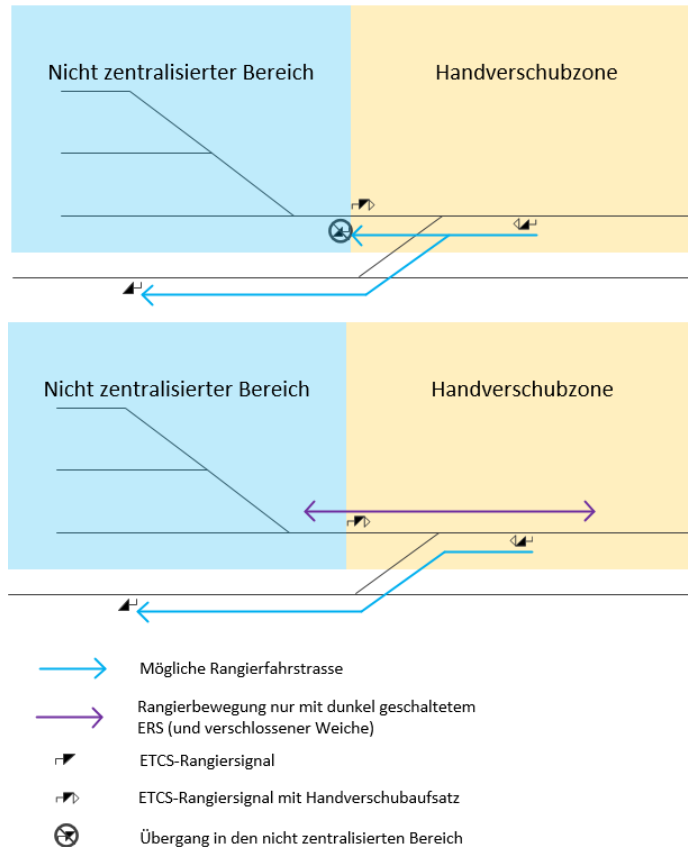 Nicht zentralisierter Bereich
Handverschubzone
Nicht zentralisierter Bereich
Handverschubzone
Mögliche Rangierfahrstrasse
Rangierbewegung nur mit dunkel geschaltetem
ERS (und verschlossener Weiche)
ETCS-Rangiersignal
ETCS-Rangiersignal mit Handverschubaufsatz
Übergang in den nicht zentralisierten Bereich